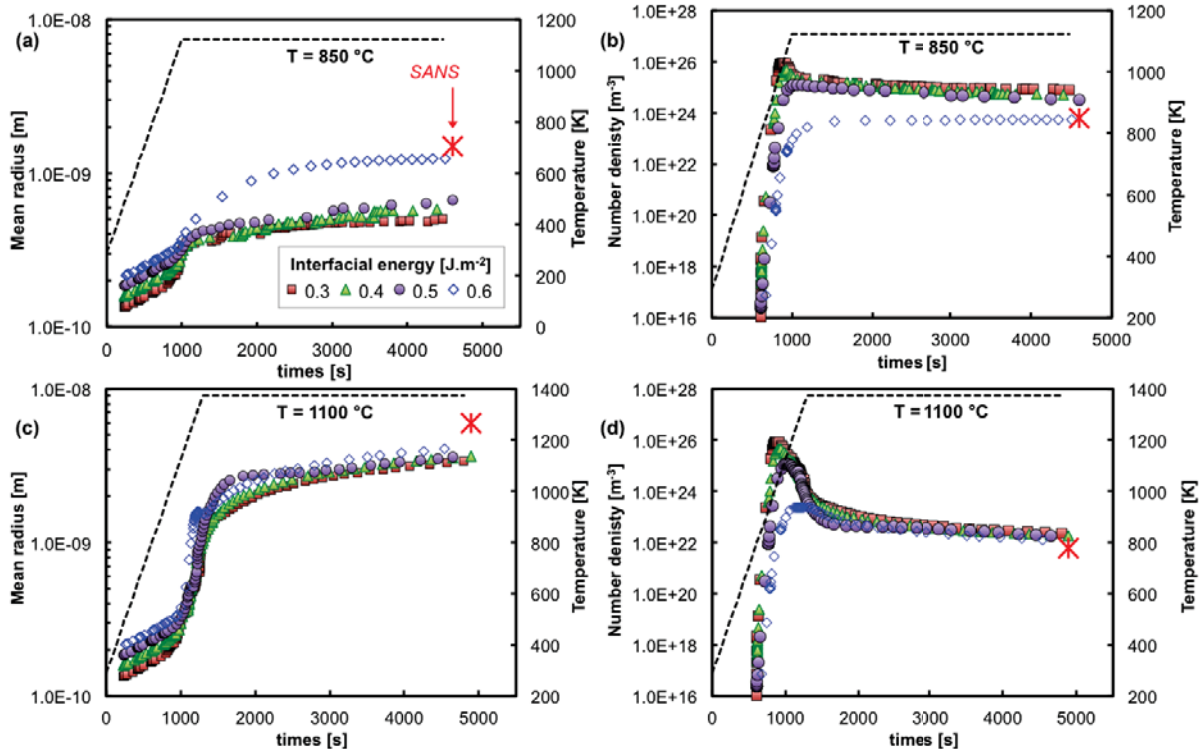 (a)
T = 850 °C
SANS
Mean radius [m]
1.0E-08
1.0E-09
1.0E-10
Interfacial energy [J.m-2]
0.3 0.4 0.5 0.6
0 1000 2000 3000 4000 5000
times [s]
1200
1000
800
600
400
200
0
Temperature [K]
(b)
T = 850 °C
Number denisty [m-3]
1.0E+28
1.0E+26
1.0E+24
1.0E+22
1.0E+20
1.0E+18
1.0E+16
0 1000 2000 3000 4000 5000
times [s]
1200
1100
1000
900
800
700
600
500
400
300
200
Temperature [K]
(c)
T = 1100 °C
Mean radius [m]
1.0E-08
1.0E-09
1.0E-10
0 1000 2000 3000 4000 5000
times [s]
1400
1200
1000
800
600
400
200
Temperature [K]
(d)
T = 1100 °C
Number denisty [m-3]
1.0E+28
1.0E+26
1.0E+24
1.0E+22
1.0E+20
1.0E+18
1.0E+16
0 1000 2000 3000 4000 5000
times [s]
1400
1200
1000
800
600
400
200
Temperature [K]